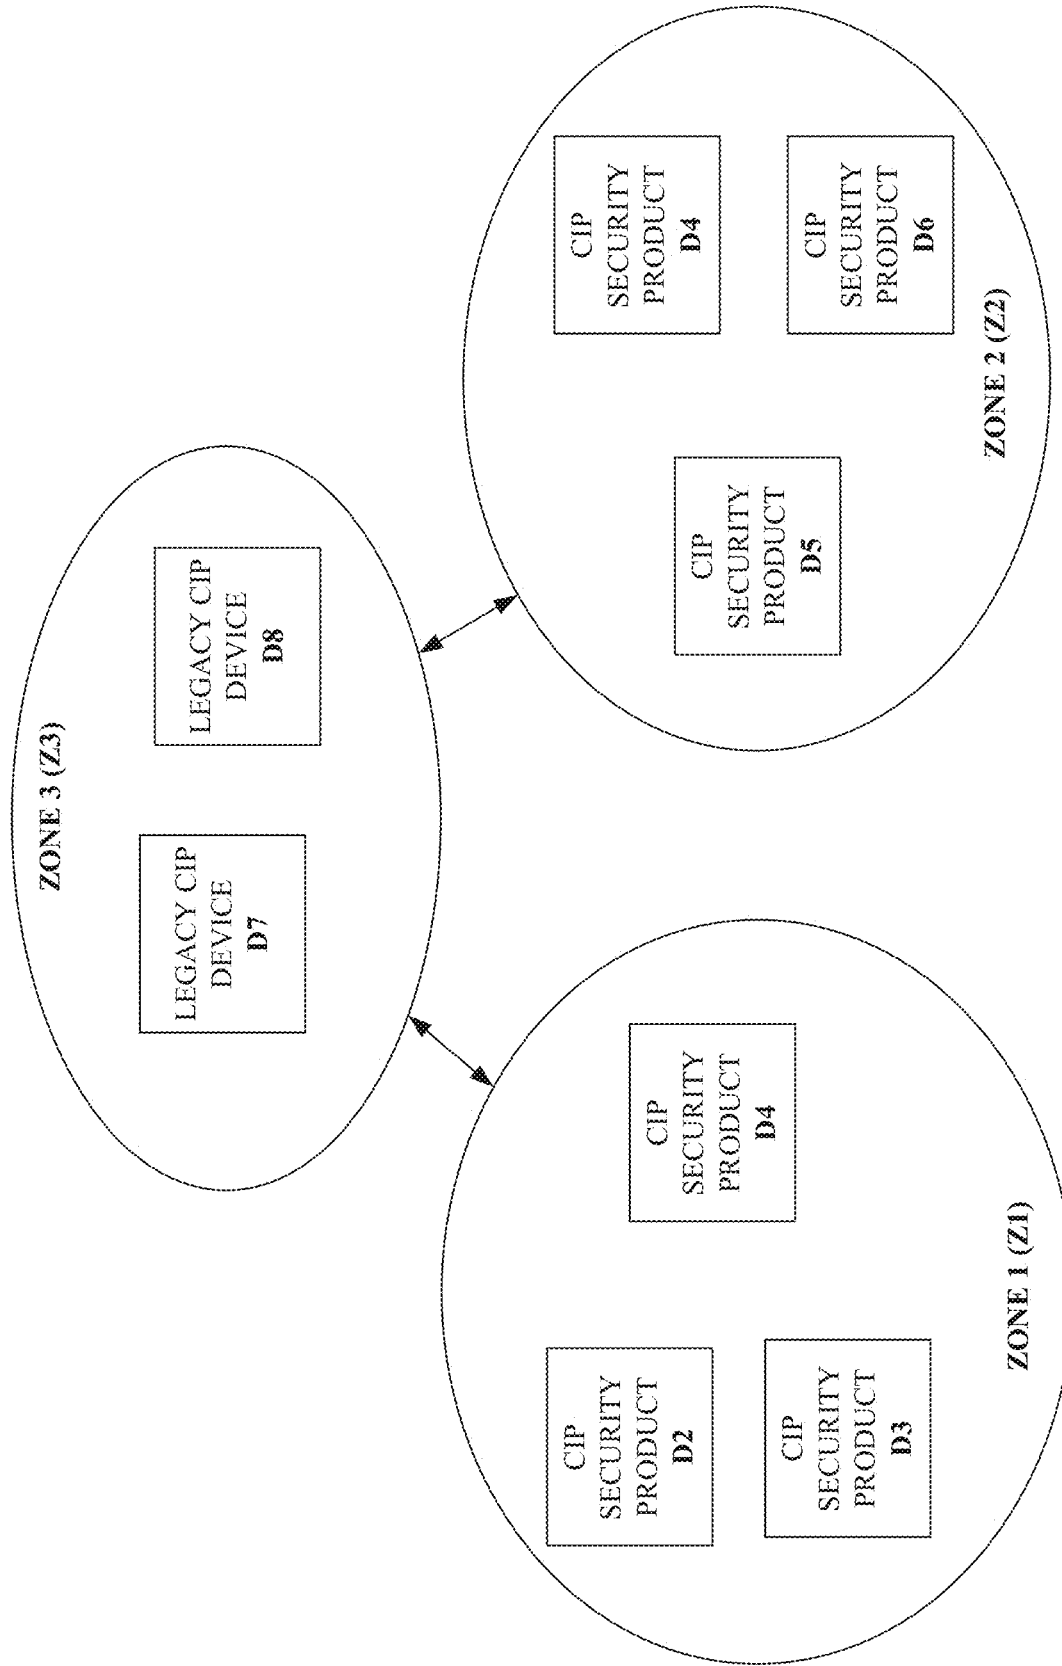 ZONE 3 (Z3)
LEGACY CIP
DEVICE
D7
LEGACY CIP
DEVICE
D8
CIP
SECURITY
PRODUCT
D2
CIP
SECURITY
PRODUCT
D3
CIP
SECURITY
PRODUCT
D4
ZONE 1 (Z1)
CIP
SECURITY
PRODUCT
D5
CIP
SECURITY
PRODUCT
D4
CIP
SECURITY
PRODUCT
D6
ZONE 2 (Z2)